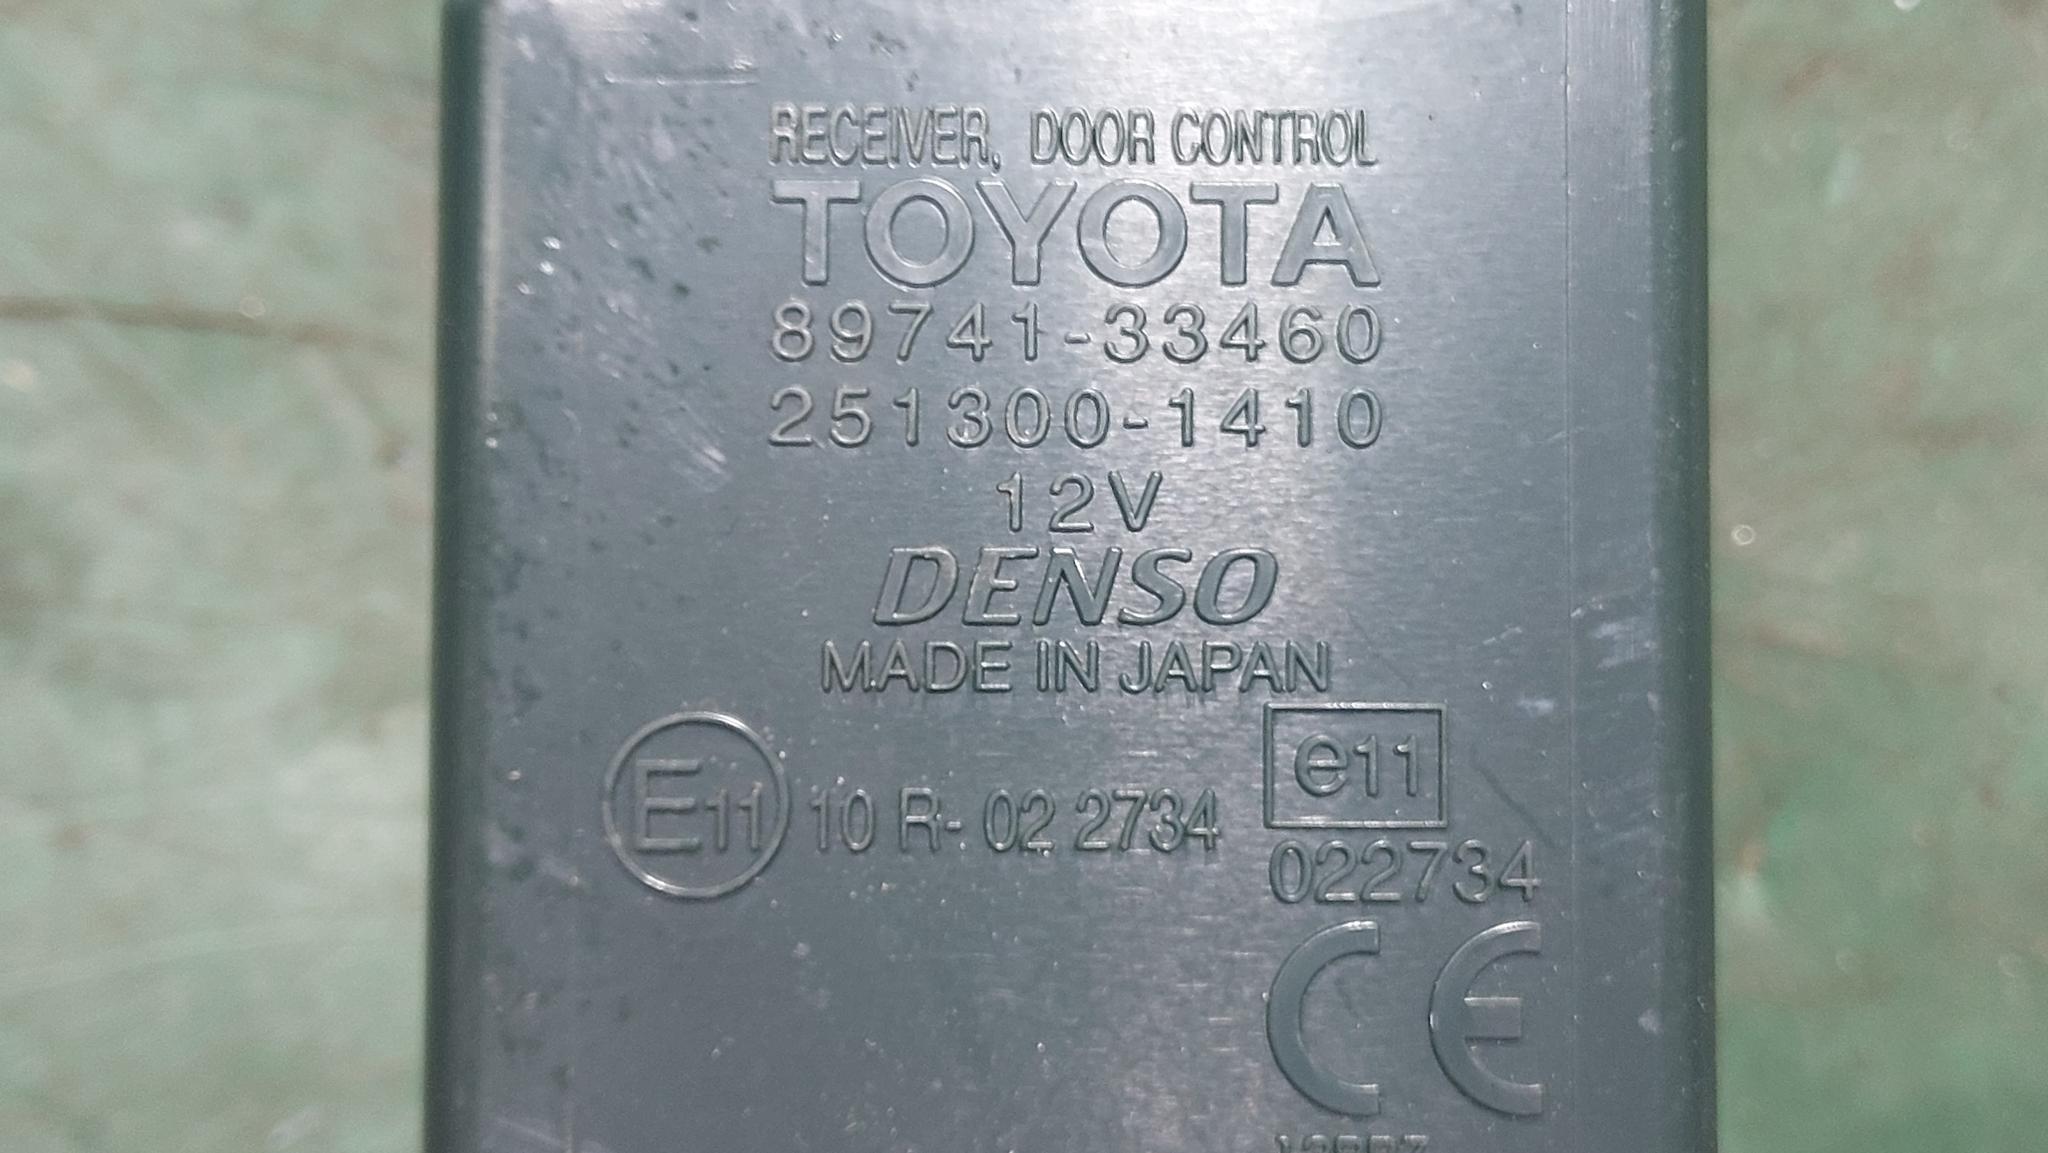 RECEIVER, DOOR CONTROL
TOYOTA
89741-33460
251300-1410
12V
DENSO
MADE IN JAPAN
E11 10 R- 02 2734
e11
022734
CE